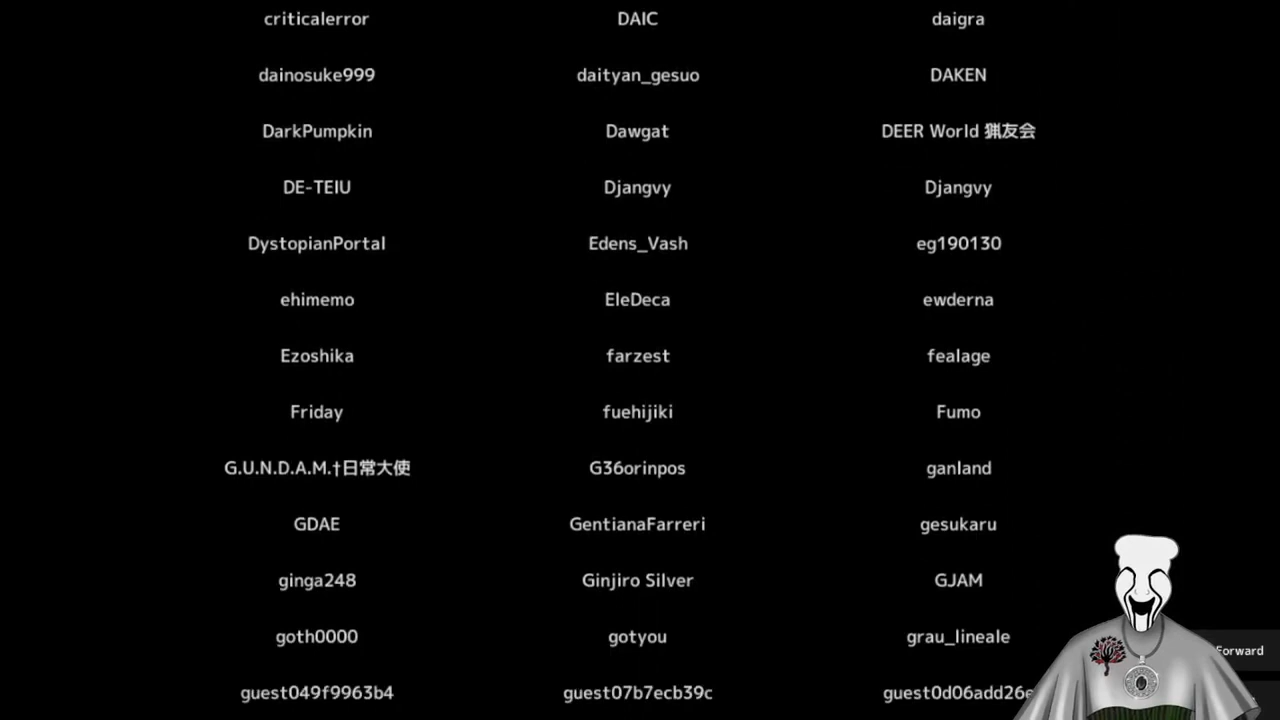 criticalerror DAIC daigra
dainosuke999 daityan_gesuo DAKEN
DarkPumpkin Dawgat DEER World 猟友会
DE-TEIU Djangvy Djangvy
DystopianPortal Edens_Vash eg190130
ehimemo EleDeca ewderna
Ezoshika farzest fealage
Friday fuehijiki Fumo
G.U.N.D.A.M.†日常大使 G36orinpos ganland
GDAE GentianaFarreri gesukaru
ginga248 Ginjiro Silver GJAM
goth0000 gotyou grau_lineale
Forward
guest049f9963b4 guest07b7ecb39c guest0d06add26e